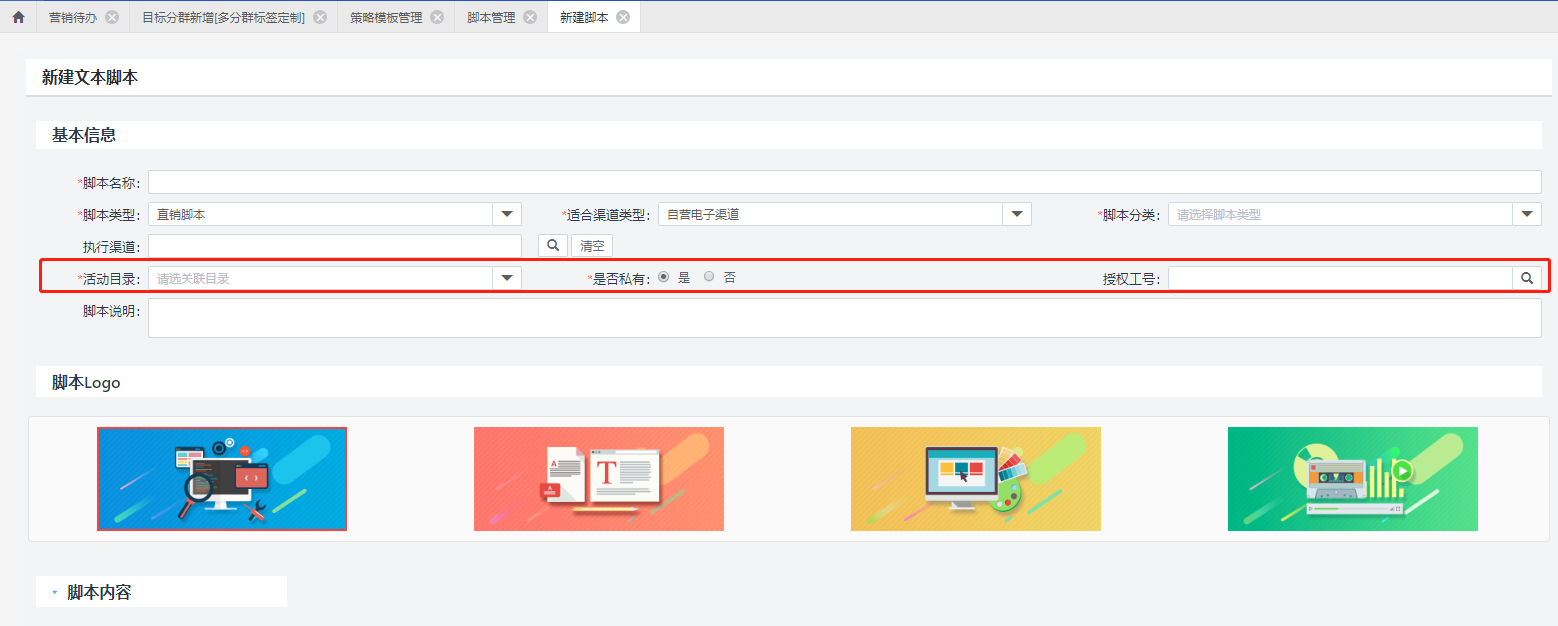 营销待办 目标分群新增[多分群标签定制] 策略模板管理 脚本管理 新建脚本
新建文本脚本
基本信息
*脚本名称:
*脚本类型: 直销脚本 *适合渠道类型: 自营电子渠道 *脚本分类: 请选择脚本类型
执行渠道: 清空
*活动目录: 请选关联目录 *是否私有: 是 否 授权工号:
脚本说明:
脚本Logo
A A T
* 脚本内容